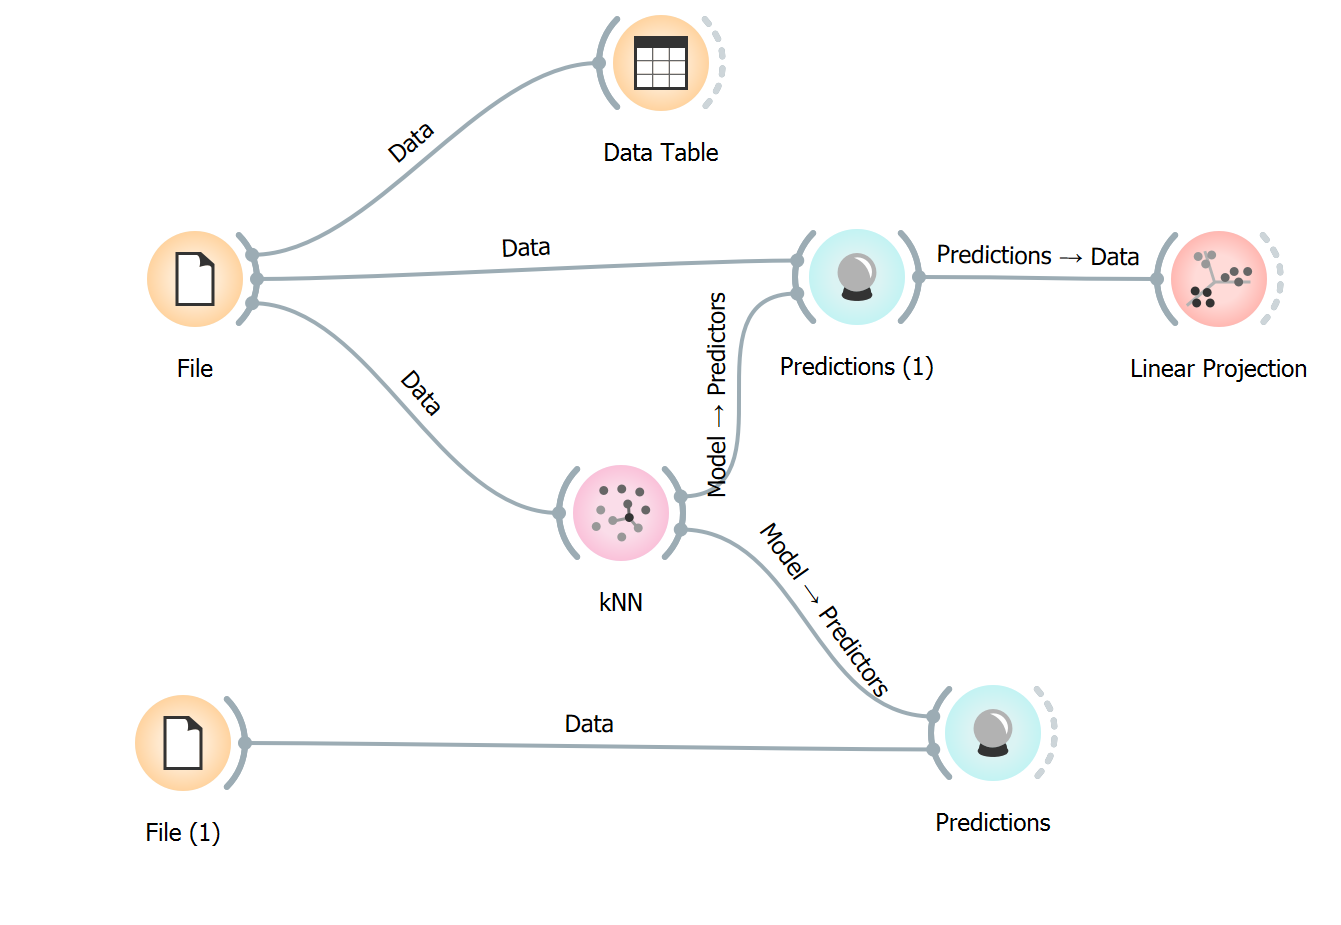 Data
Data Table
Data
Predictions → Data
File
Data
Model → Predictors
Predictions (1)
Linear Projection
kNN
Model → Predictors
Data
File (1)
Predictions